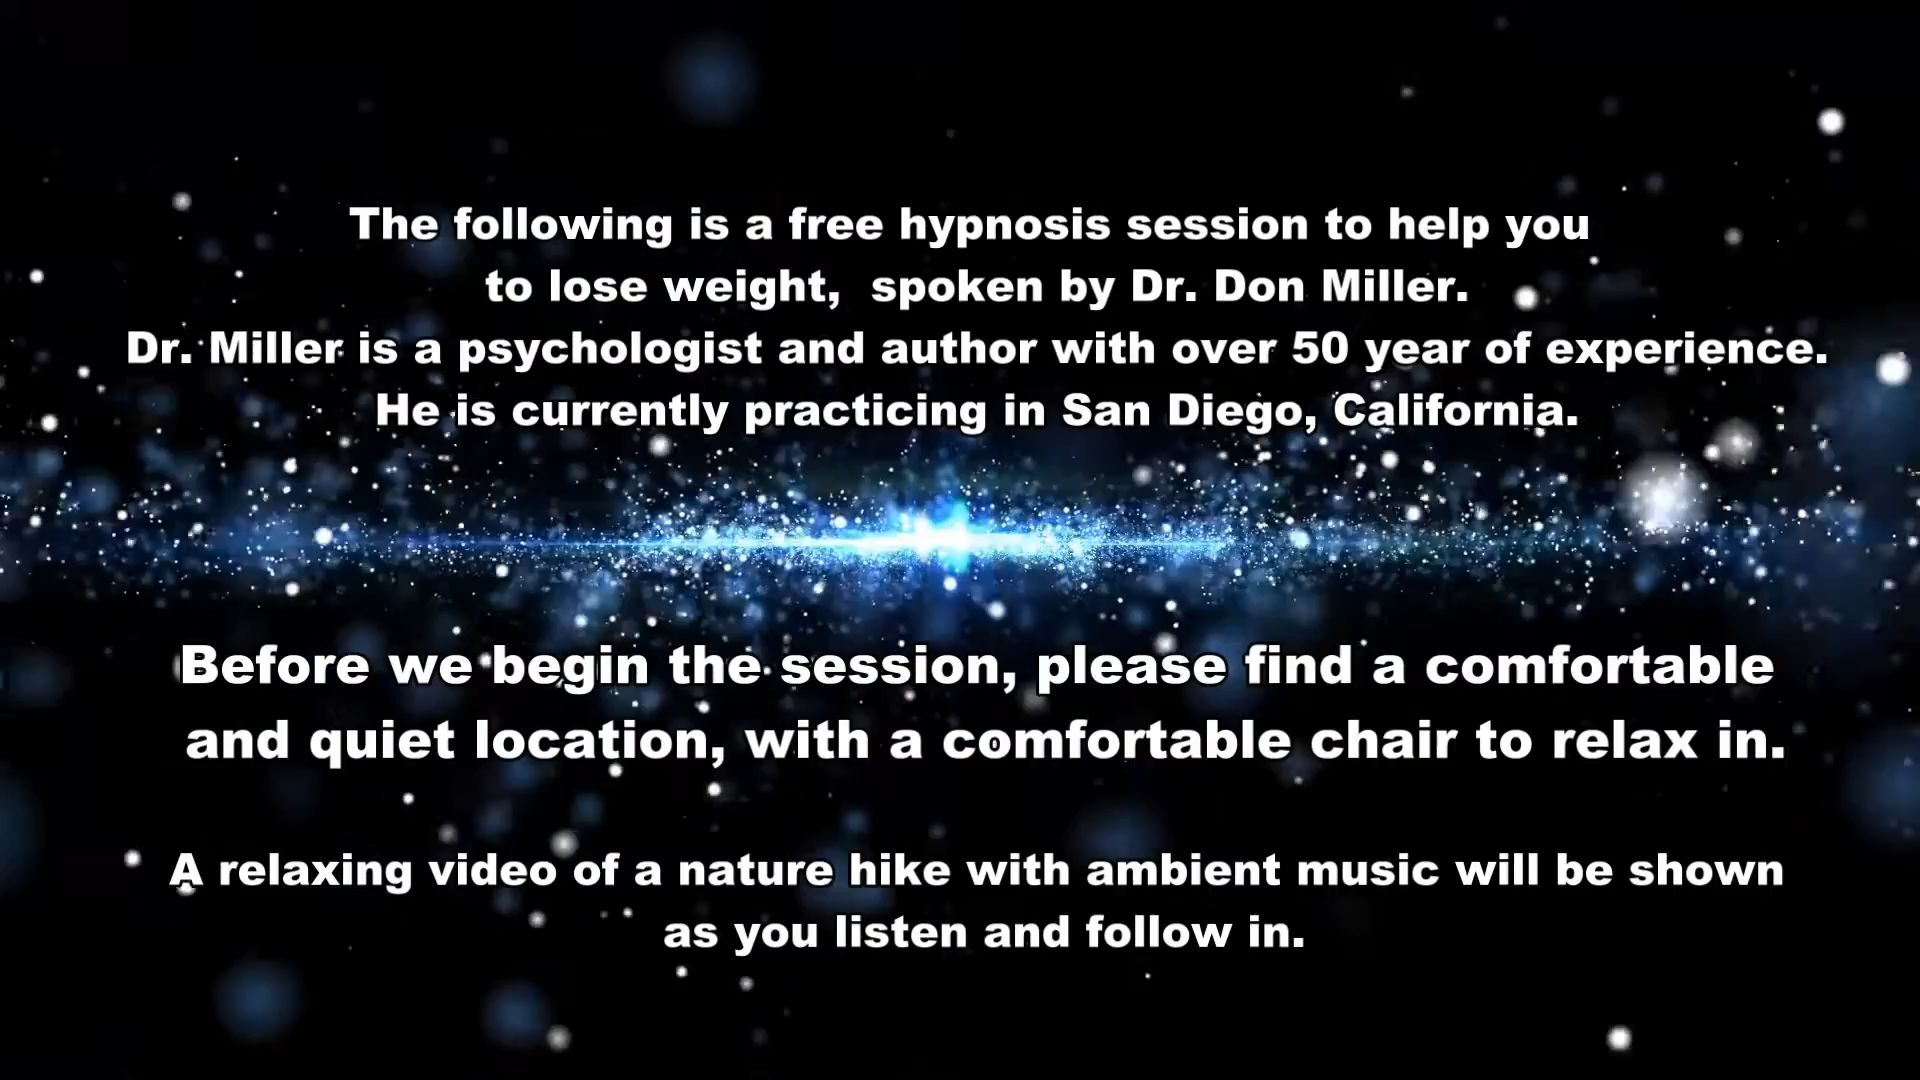 The following is a free hypnosis session to help you
to lose weight,  spoken by Dr. Don Miller.
Dr. Miller is a psychologist and author with over 50 year of experience.
He is currently practicing in San Diego, California.
Before we begin the session, please find a comfortable
and quiet location, with a comfortable chair to relax in.
A relaxing video of a nature hike with ambient music will be shown
as you listen and follow in.